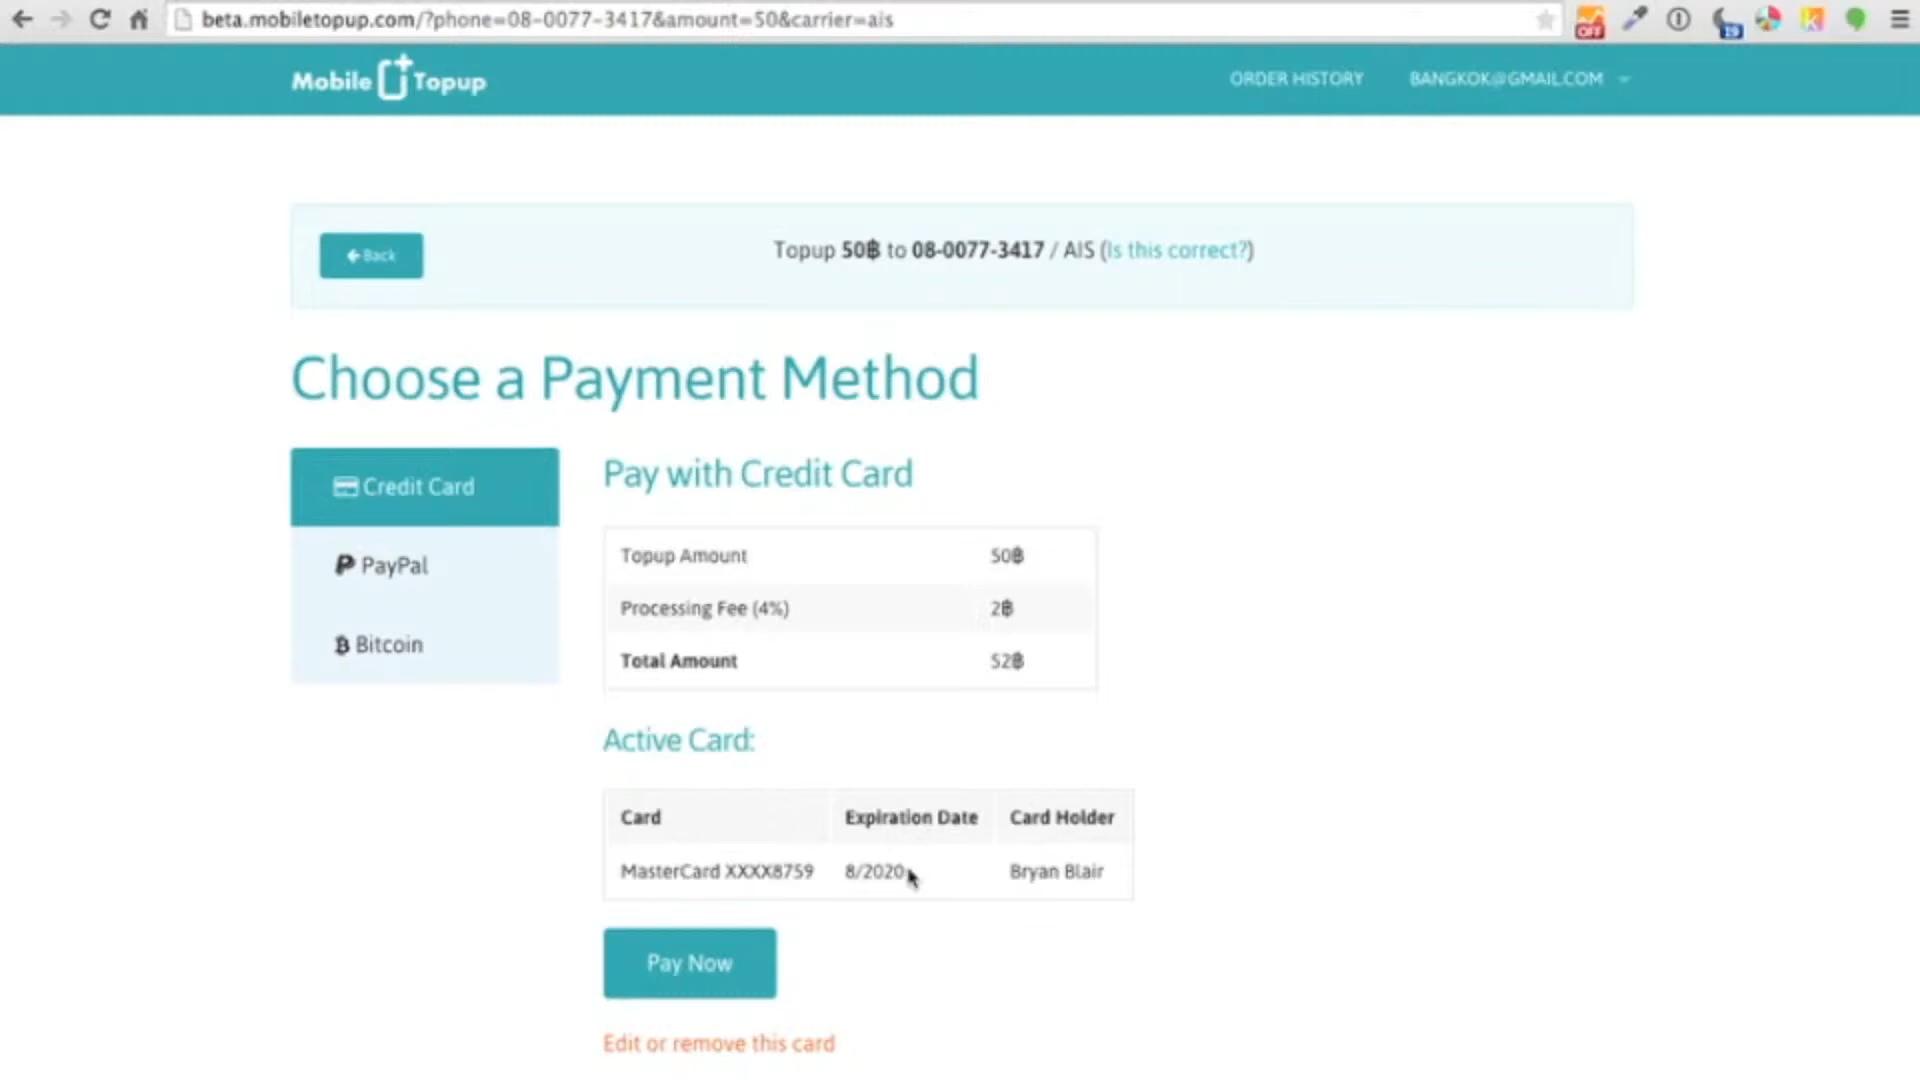 beta.mobiletopup.com/?phone=08-0077-3417&amount=50&carrier=ais
OFF
19
Mobile Topup
ORDER HISTORY
BANGKOK@GMAIL.COM
Back
Topup 50฿ to 08-0077-3417 / AIS (Is this correct?)
Choose a Payment Method
Credit Card
PayPal
Bitcoin
Pay with Credit Card
Topup Amount 50฿
Processing Fee (4%) 2฿
Total Amount 52฿
Active Card:
Card Expiration Date Card Holder
MasterCard XXXX8759 8/2020 Bryan Blair
Pay Now
Edit or remove this card